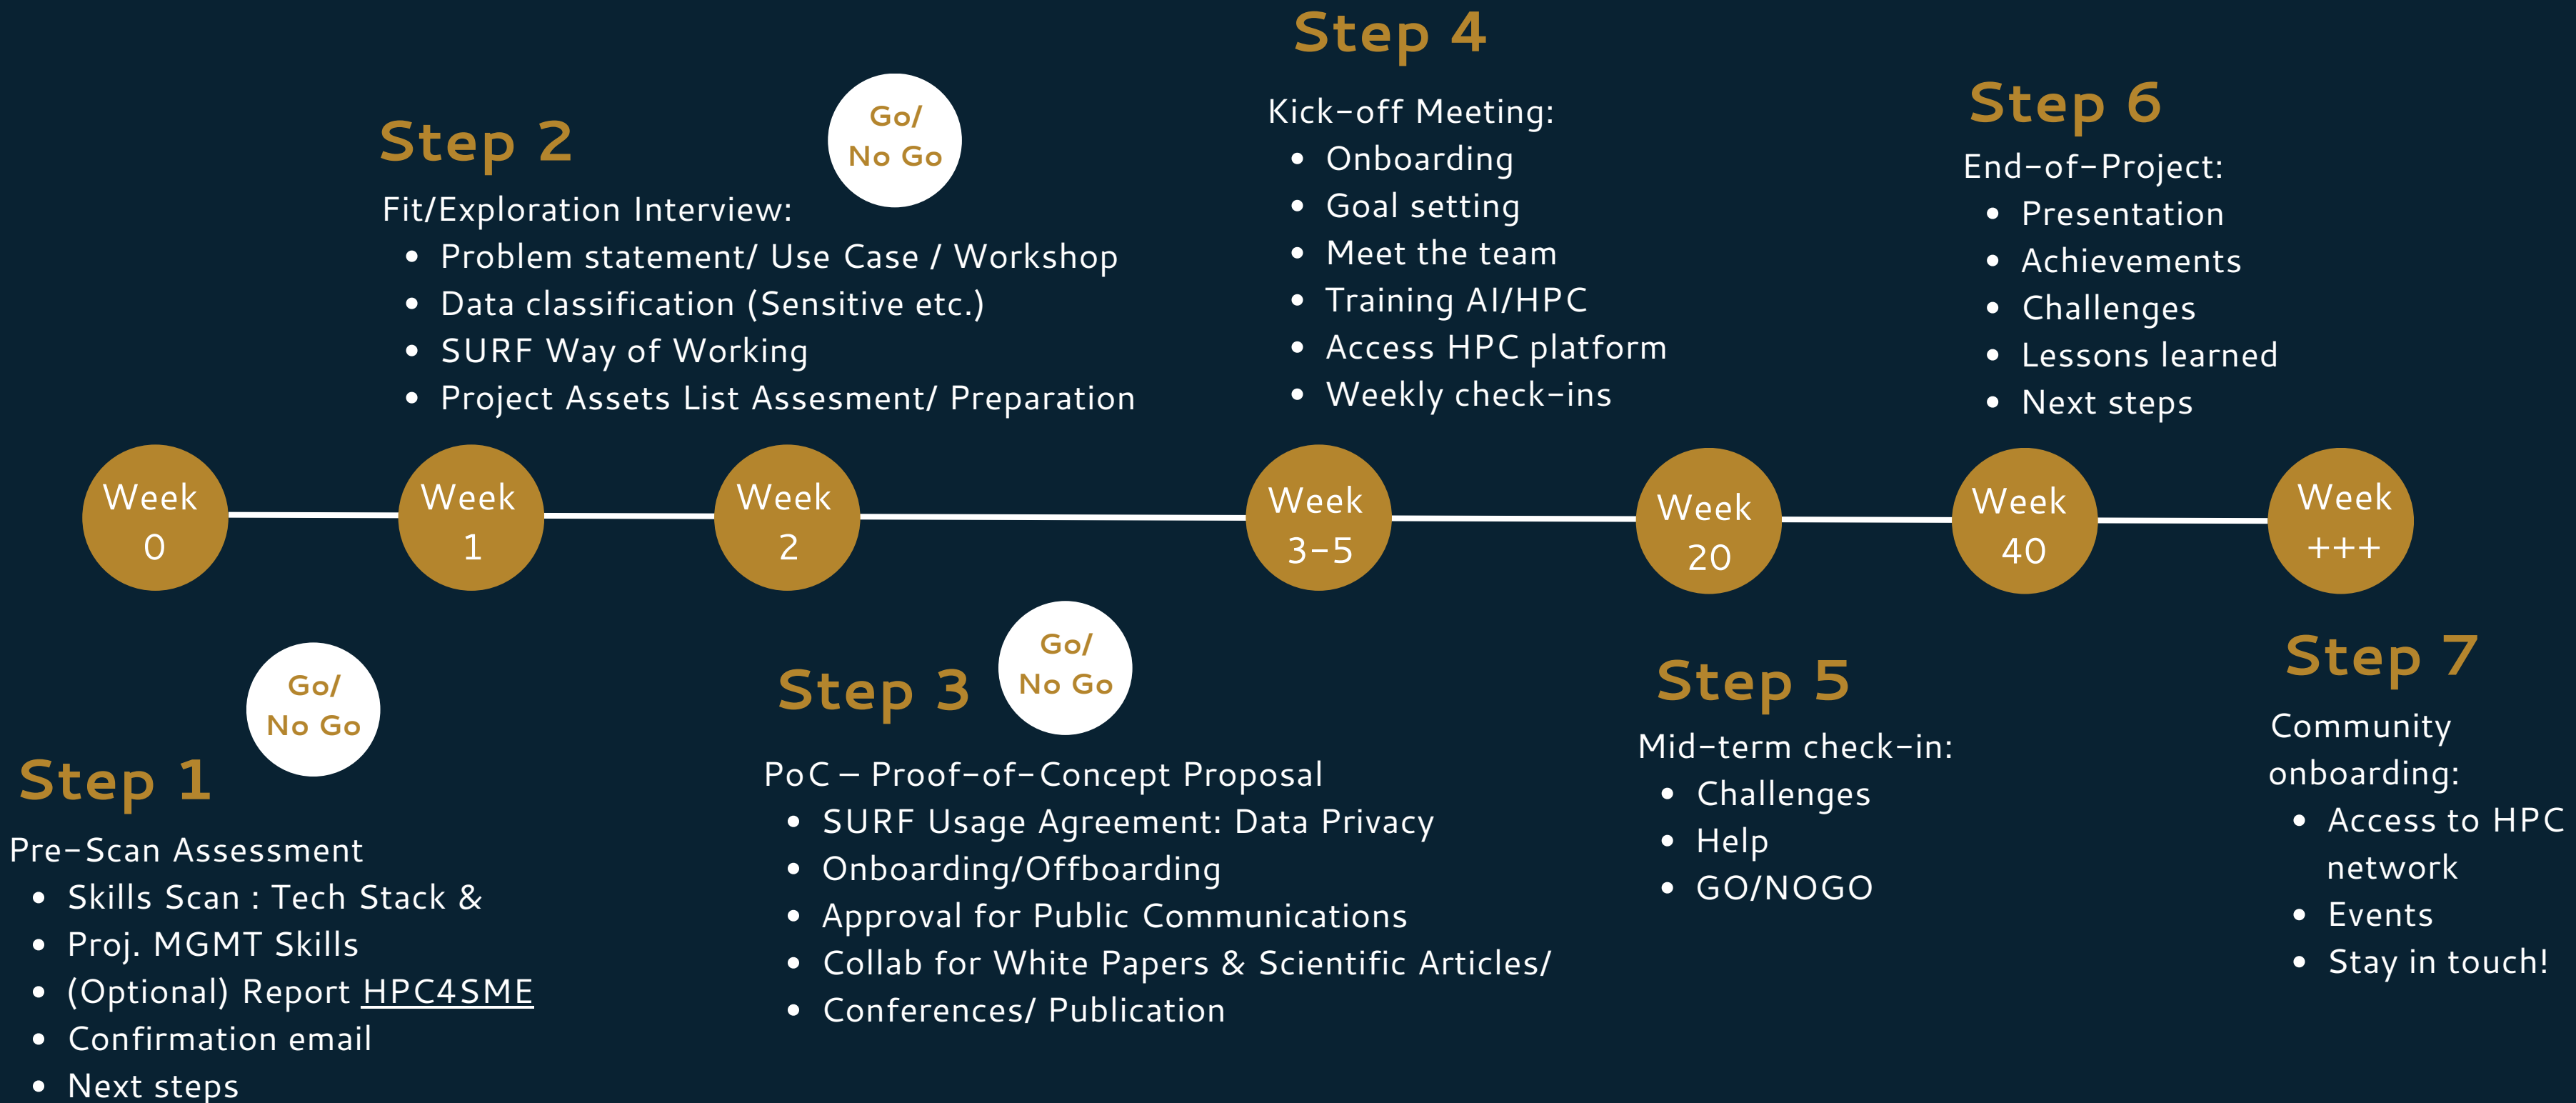 Step 1
Go/
No Go
Pre-Scan Assessment
• Skills Scan : Tech Stack &
• Proj. MGMT Skills
• (Optional) Report HPC4SME
• Confirmation email
• Next steps
Step 2
Go/
No Go
Fit/Exploration Interview:
• Problem statement/ Use Case / Workshop
• Data classification (Sensitive etc.)
• SURF Way of Working
• Project Assets List Assesment/ Preparation
Step 3
Go/
No Go
PoC – Proof-of-Concept Proposal
• SURF Usage Agreement: Data Privacy
• Onboarding/Offboarding
• Approval for Public Communications
• Collab for White Papers & Scientific Articles/
• Conferences/ Publication
Step 4
Kick-off Meeting:
• Onboarding
• Goal setting
• Meet the team
• Training AI/HPC
• Access HPC platform
• Weekly check-ins
Step 5
Mid-term check-in:
• Challenges
• Help
• GO/NOGO
Step 6
End-of-Project:
• Presentation
• Achievements
• Challenges
• Lessons learned
• Next steps
Step 7
Community
onboarding:
• Access to HPC
network
• Events
• Stay in touch!
Week
0
Week
1
Week
2
Week
3-5
Week
20
Week
40
Week
+++